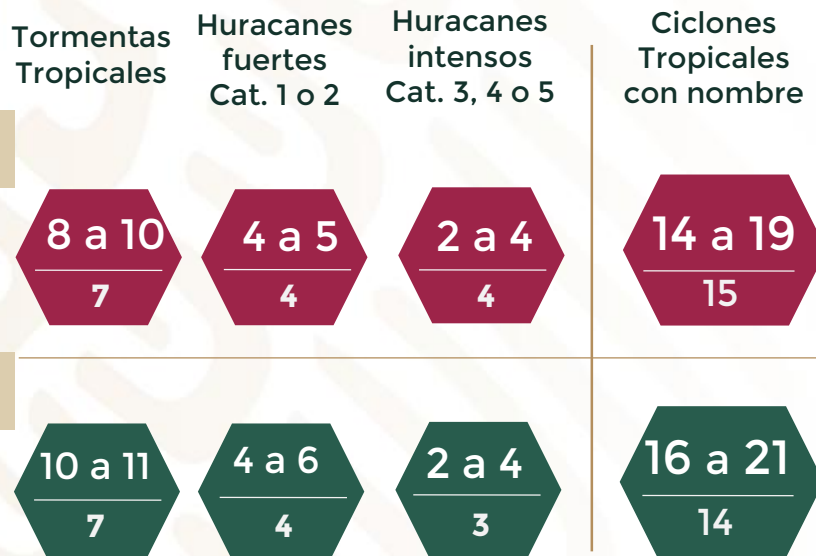 Tormentas
Tropicales
Huracanes
fuertes
Cat. 1 o 2
Huracanes
intensos
Cat. 3, 4 o 5
Ciclones
Tropicales
con nombre
8 a 10
7
4 a 5
4
2 a 4
4
14 a 19
15
10 a 11
7
4 a 6
4
2 a 4
3
16 a 21
14